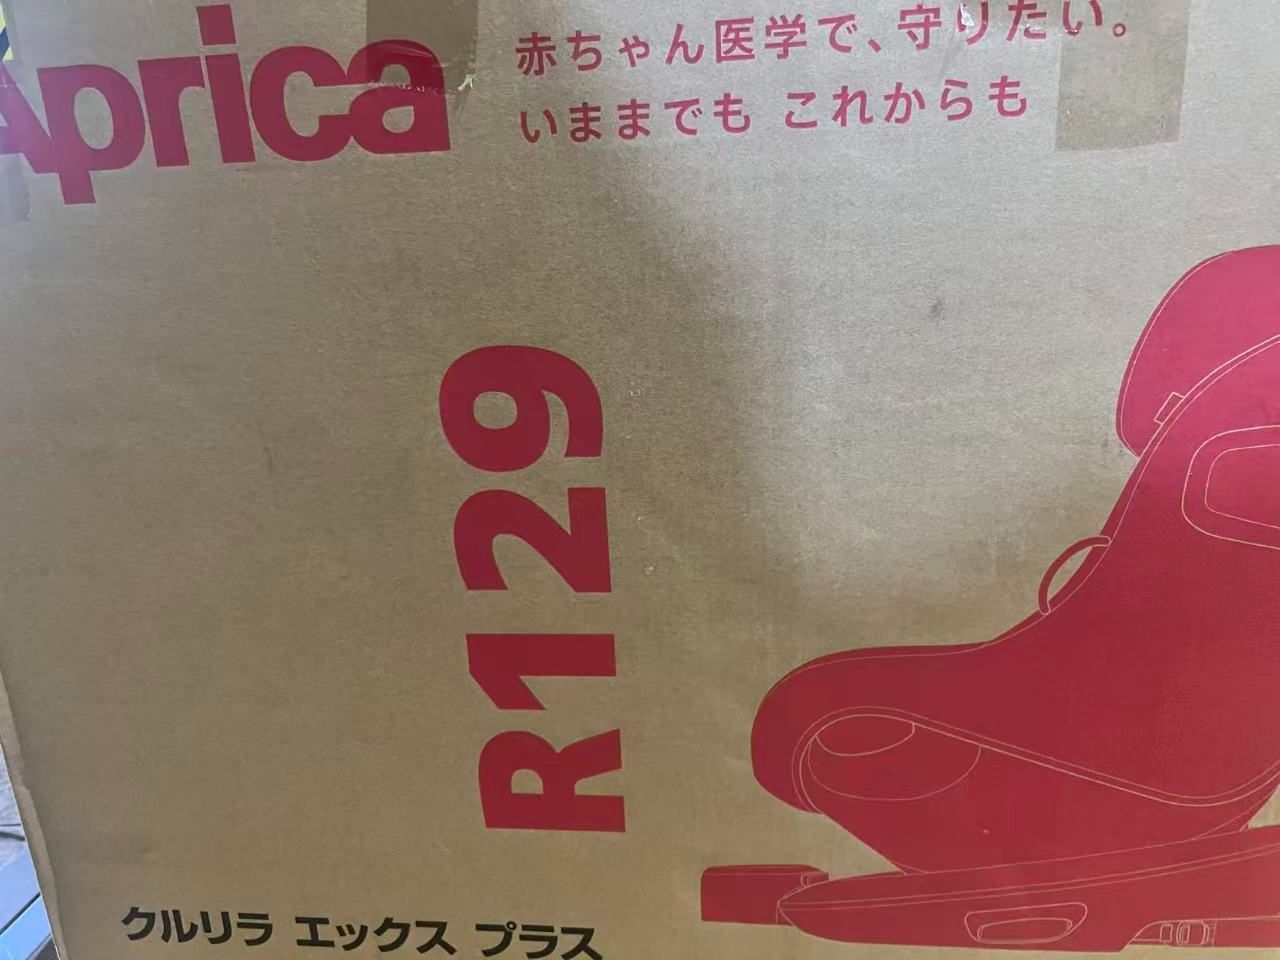 Aprica
赤ちゃん医学で、守りたい。
いままでも これからも
R129
クルリラ エックス プラス